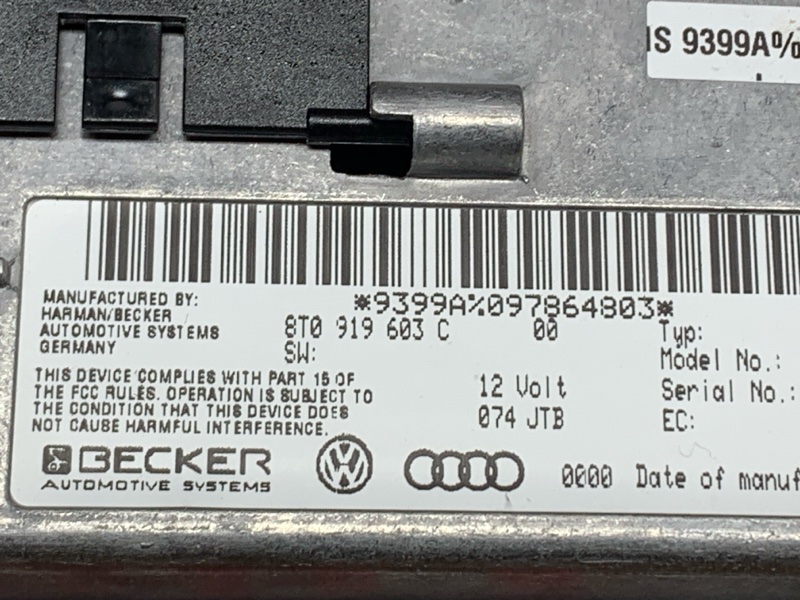 IS 9399A%
*9399A%097864803*
MANUFACTURED BY:
HARMAN/BECKER
AUTOMOTIVE SYSTEMS
GERMANY
8T0 919 603 C 00
SW:
Typ:
Model No.:
THIS DEVICE COMPLIES WITH PART 15 OF
THE FCC RULES. OPERATION IS SUBJECT TO
THE CONDITION THAT THIS DEVICE DOES
NOT CAUSE HARMFUL INTERFERENCE.
12 Volt
074 JTB
Serial No.:
EC:
BECKER
AUTOMOTIVE SYSTEMS
VW
0000 Date of manuf